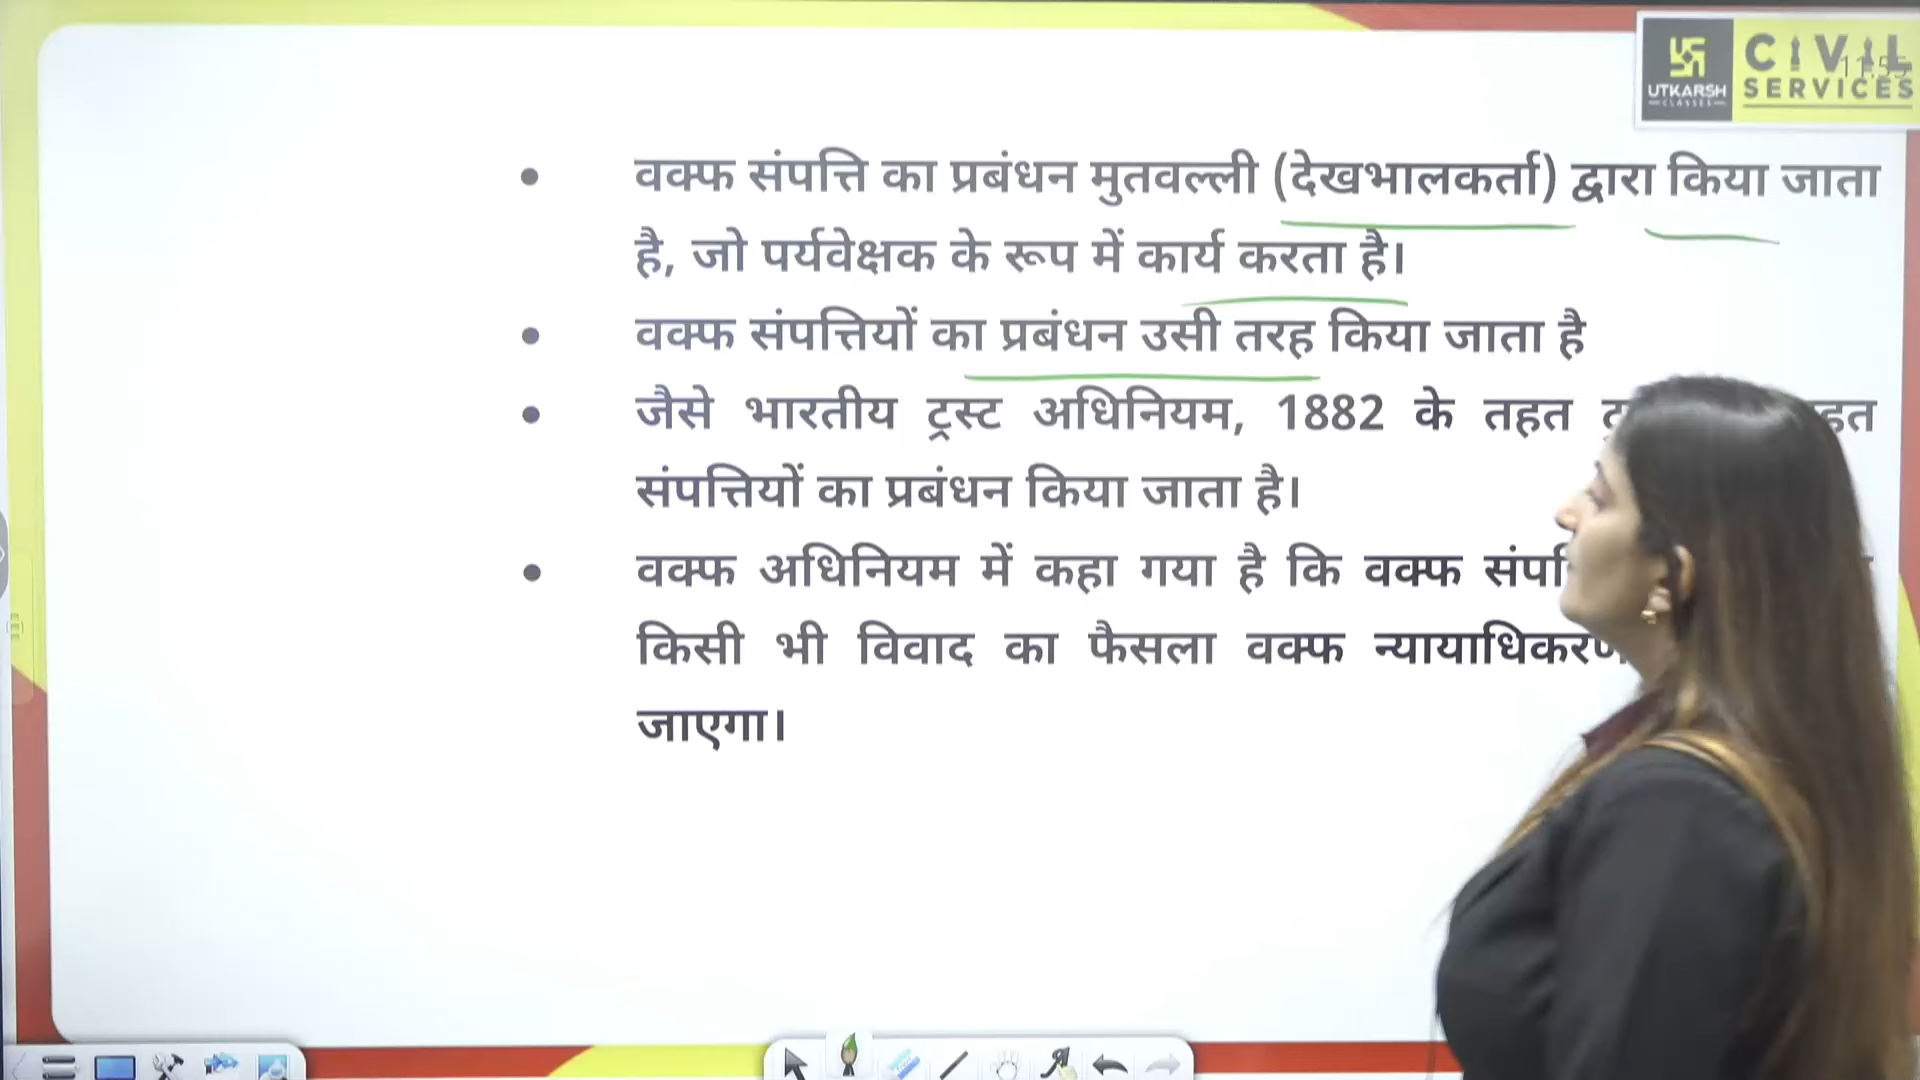 CIVIL
SERVICES
UTKARSH
CLASSES
• वक्फ संपत्ति का प्रबंधन मुतवल्ली (देखभालकर्ता) द्वारा किया जाता
है, जो पर्यवेक्षक के रूप में कार्य करता है।
• वक्फ संपत्तियों का प्रबंधन उसी तरह किया जाता है
• जैसे भारतीय ट्रस्ट अधिनियम, 1882 के तहत
संपत्तियों का प्रबंधन किया जाता है।
• वक्फ अधिनियम में कहा गया है कि वक्फ
किसी भी विवाद का फैसला वक्फ
जाएगा।